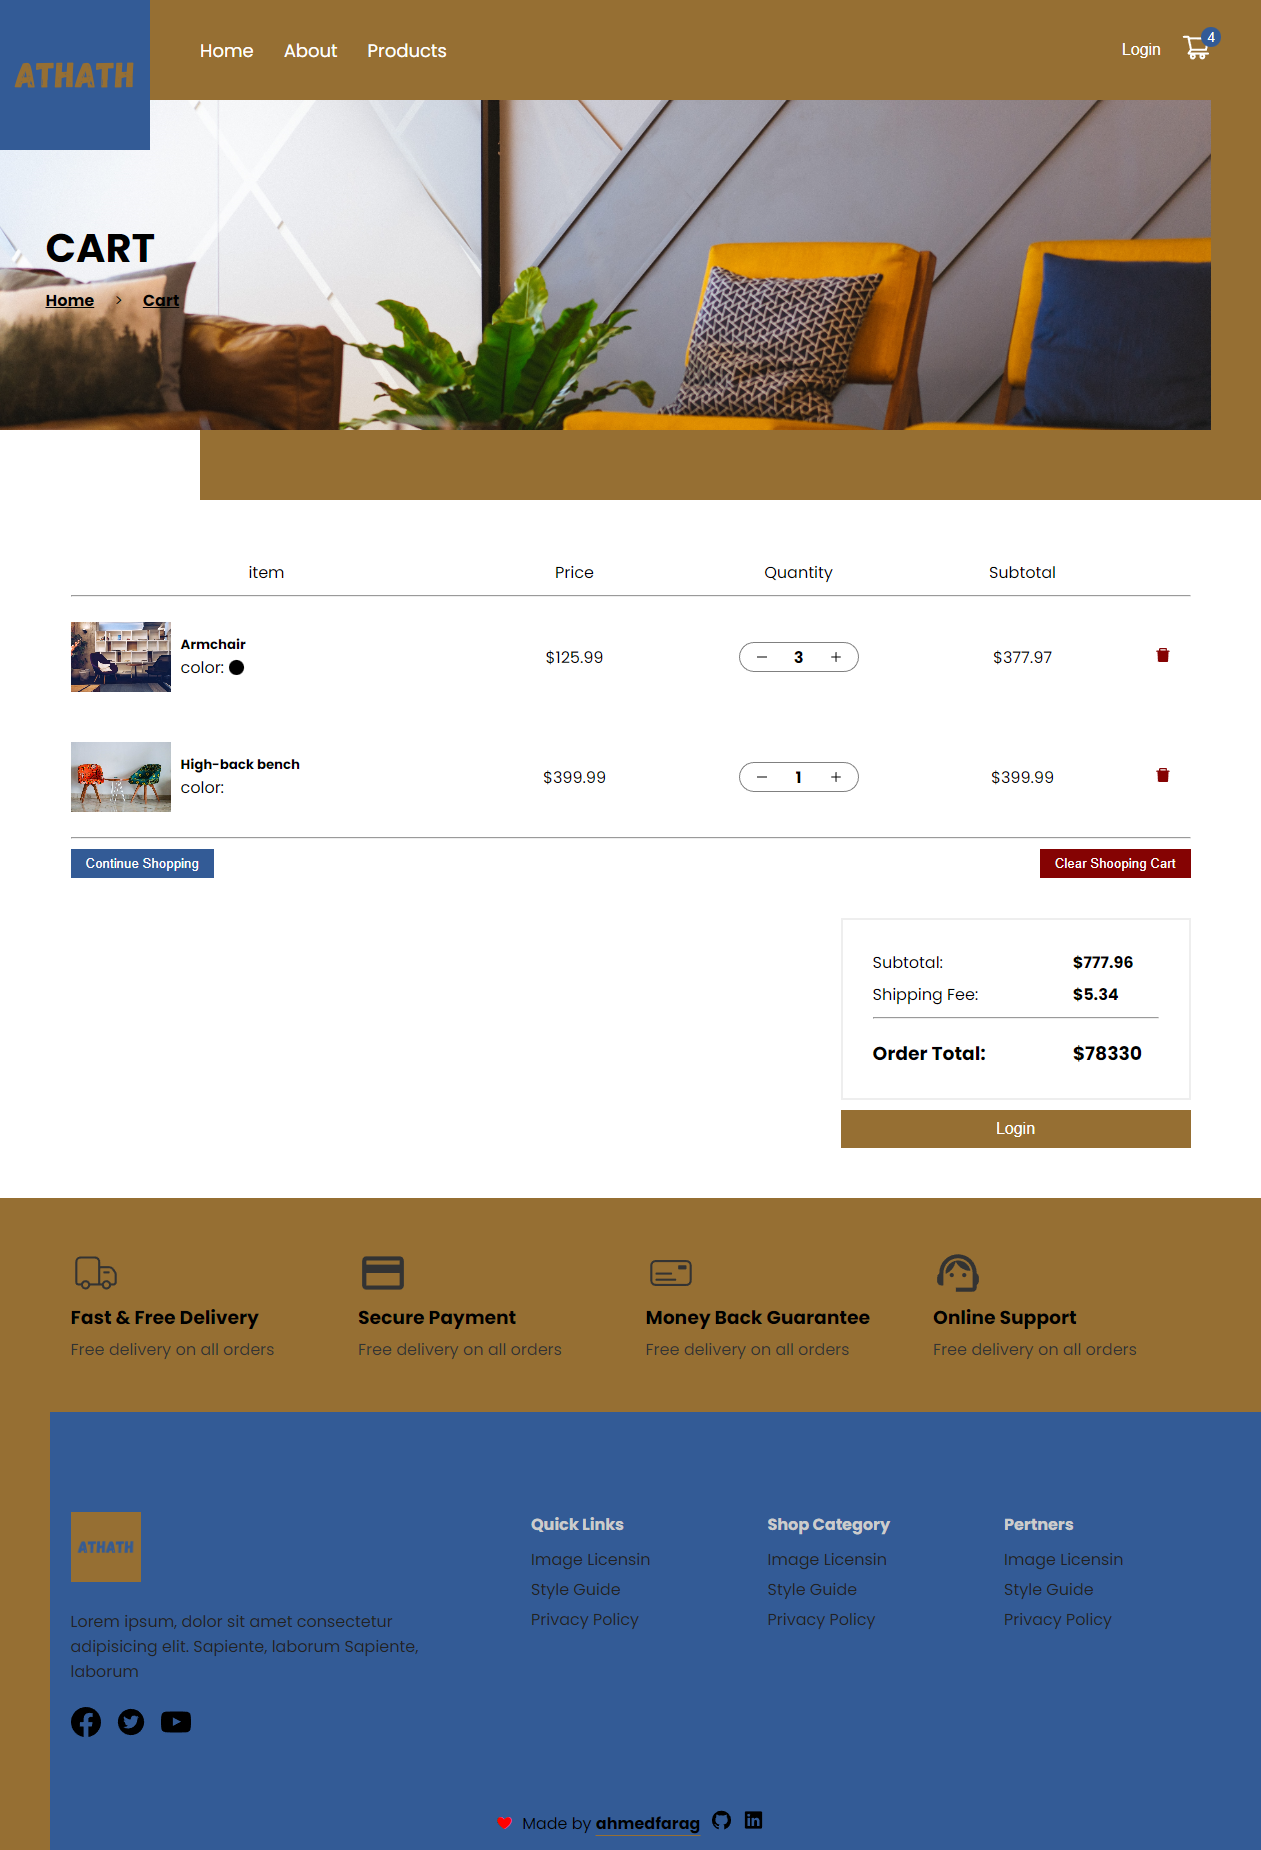 ATHATH
Home About Products
Login 4
CART
Home > Cart
item Price Quantity Subtotal
Armchair
color:
$125.99 − 3 + $377.97
High-back bench
color:
$399.99 − 1 + $399.99
Continue Shopping
Clear Shooping Cart
Subtotal: $777.96
Shipping Fee: $5.34
Order Total: $78330
Login
Fast & Free Delivery
Free delivery on all orders
Secure Payment
Free delivery on all orders
Money Back Guarantee
Free delivery on all orders
Online Support
Free delivery on all orders
ATHATH
Lorem ipsum, dolor sit amet consectetur
adipisicing elit. Sapiente, laborum Sapiente,
laborum
Quick Links
Image Licensin
Style Guide
Privacy Policy
Shop Category
Image Licensin
Style Guide
Privacy Policy
Pertners
Image Licensin
Style Guide
Privacy Policy
Made by ahmedfarag